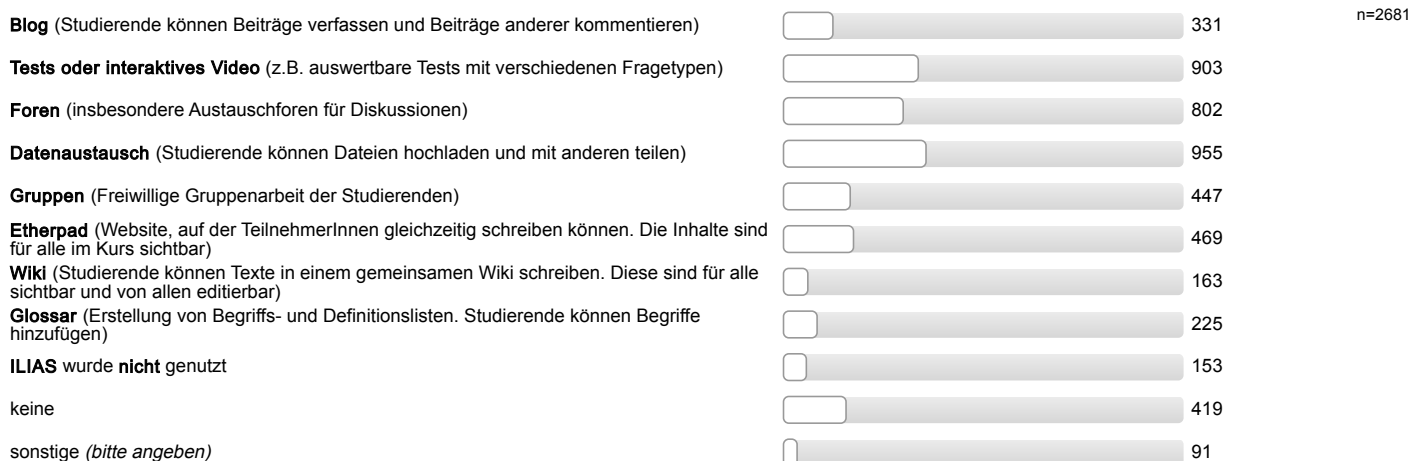 Blog (Studierende können Beiträge verfassen und Beiträge anderer kommentieren) 331 n=2681
Tests oder interaktives Video (z.B. auswertbare Tests mit verschiedenen Fragetypen) 903
Foren (insbesondere Austauschforen für Diskussionen) 802
Datenaustausch (Studierende können Dateien hochladen und mit anderen teilen) 955
Gruppen (Freiwillige Gruppenarbeit der Studierenden) 447
Etherpad (Website, auf der TeilnehmerInnen gleichzeitig schreiben können. Die Inhalte sind
für alle im Kurs sichtbar) 469
Wiki (Studierende können Texte in einem gemeinsamen Wiki schreiben. Diese sind für alle
sichtbar und von allen editierbar) 163
Glossar (Erstellung von Begriffs- und Definitionslisten. Studierende können Begriffe
hinzufügen) 225
ILIAS wurde nicht genutzt 153
keine 419
sonstige (bitte angeben) 91